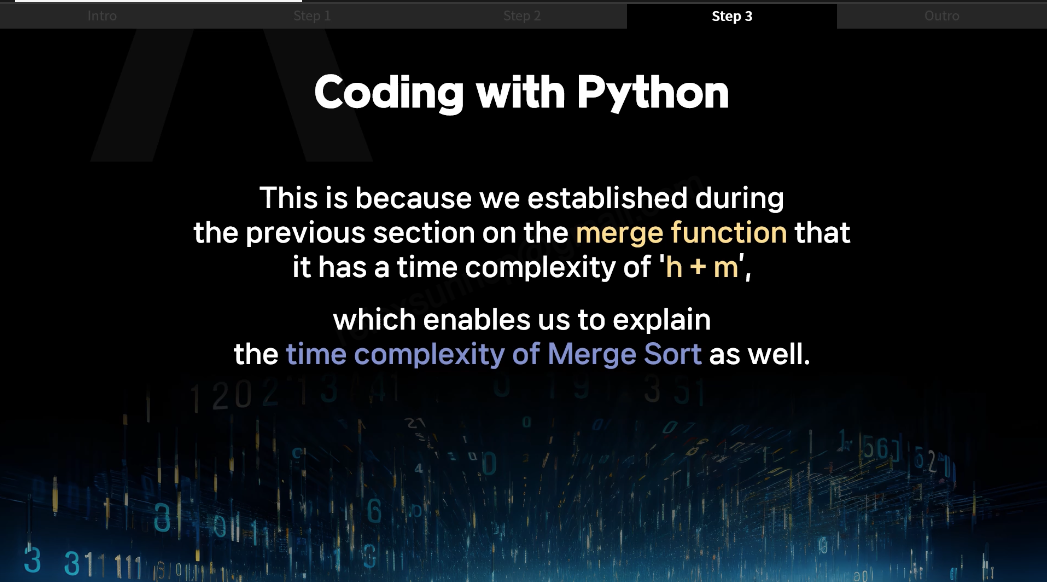 Intro
Step 1
Step 2
Step 3
Outro
Coding with Python
This is because we established during
the previous section on the merge function that
it has a time complexity of 'h + m',
which enables us to explain
the time complexity of Merge Sort as well.